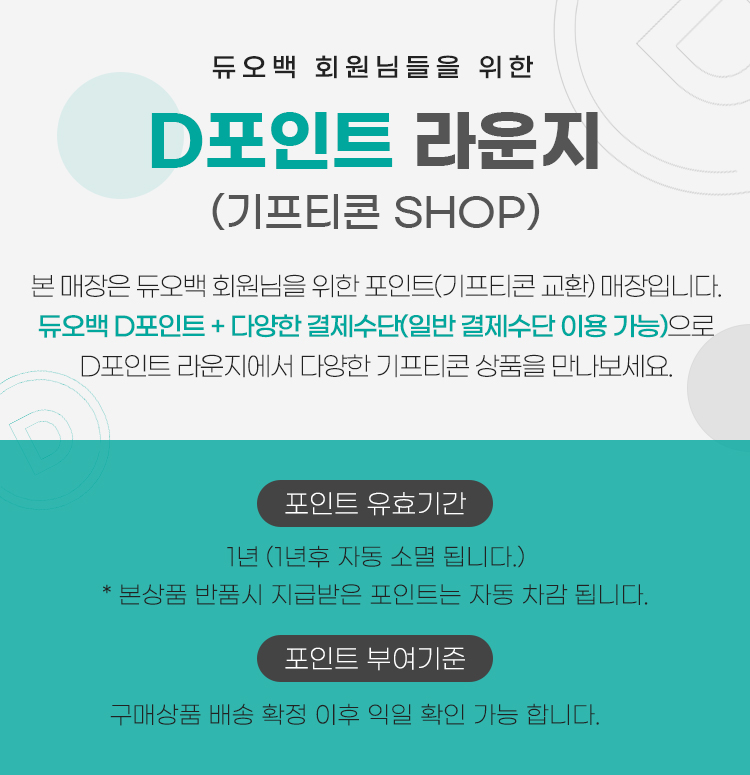 듀오백 회원님들을 위한
D포인트 라운지
(기프티콘 SHOP)
본 매장은 듀오백 회원님을 위한 포인트(기프티콘 교환) 매장입니다.
듀오백 D포인트 + 다양한 결제수단(일반 결제수단 이용 가능)으로
D포인트 라운지에서 다양한 기프티콘 상품을 만나보세요.
포인트 유효기간
1년 (1년후 자동 소멸 됩니다.)
* 본상품 반품시 지급받은 포인트는 자동 차감 됩니다.
포인트 부여기준
구매상품 배송 확정 이후 익일 확인 가능 합니다.